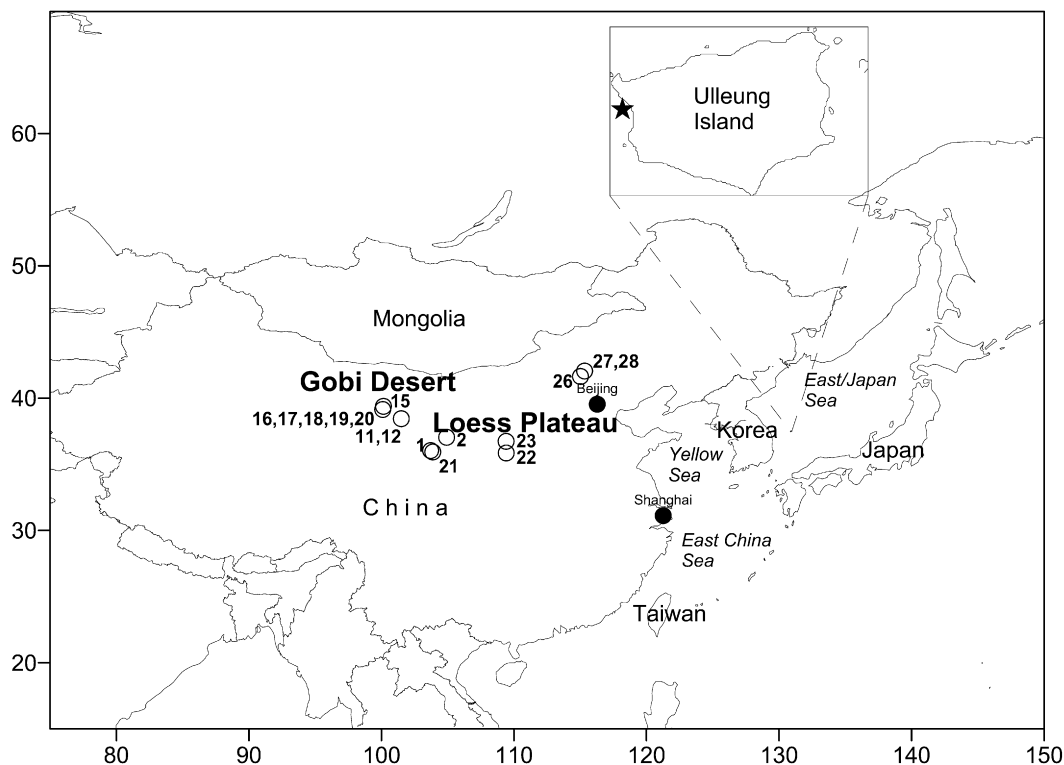 Ulleung
Island
60
50
Mongolia
27,28
26
Beijing
Gobi Desert
15
East/Japan
Sea
40
16,17,18,19,20
Loess Plateau
11,12
Korea
1
2
23
Japan
21
22
Yellow
Sea
Shanghai
China
30
East China
Sea
Taiwan
20
80
90
100
110
120
130
140
150